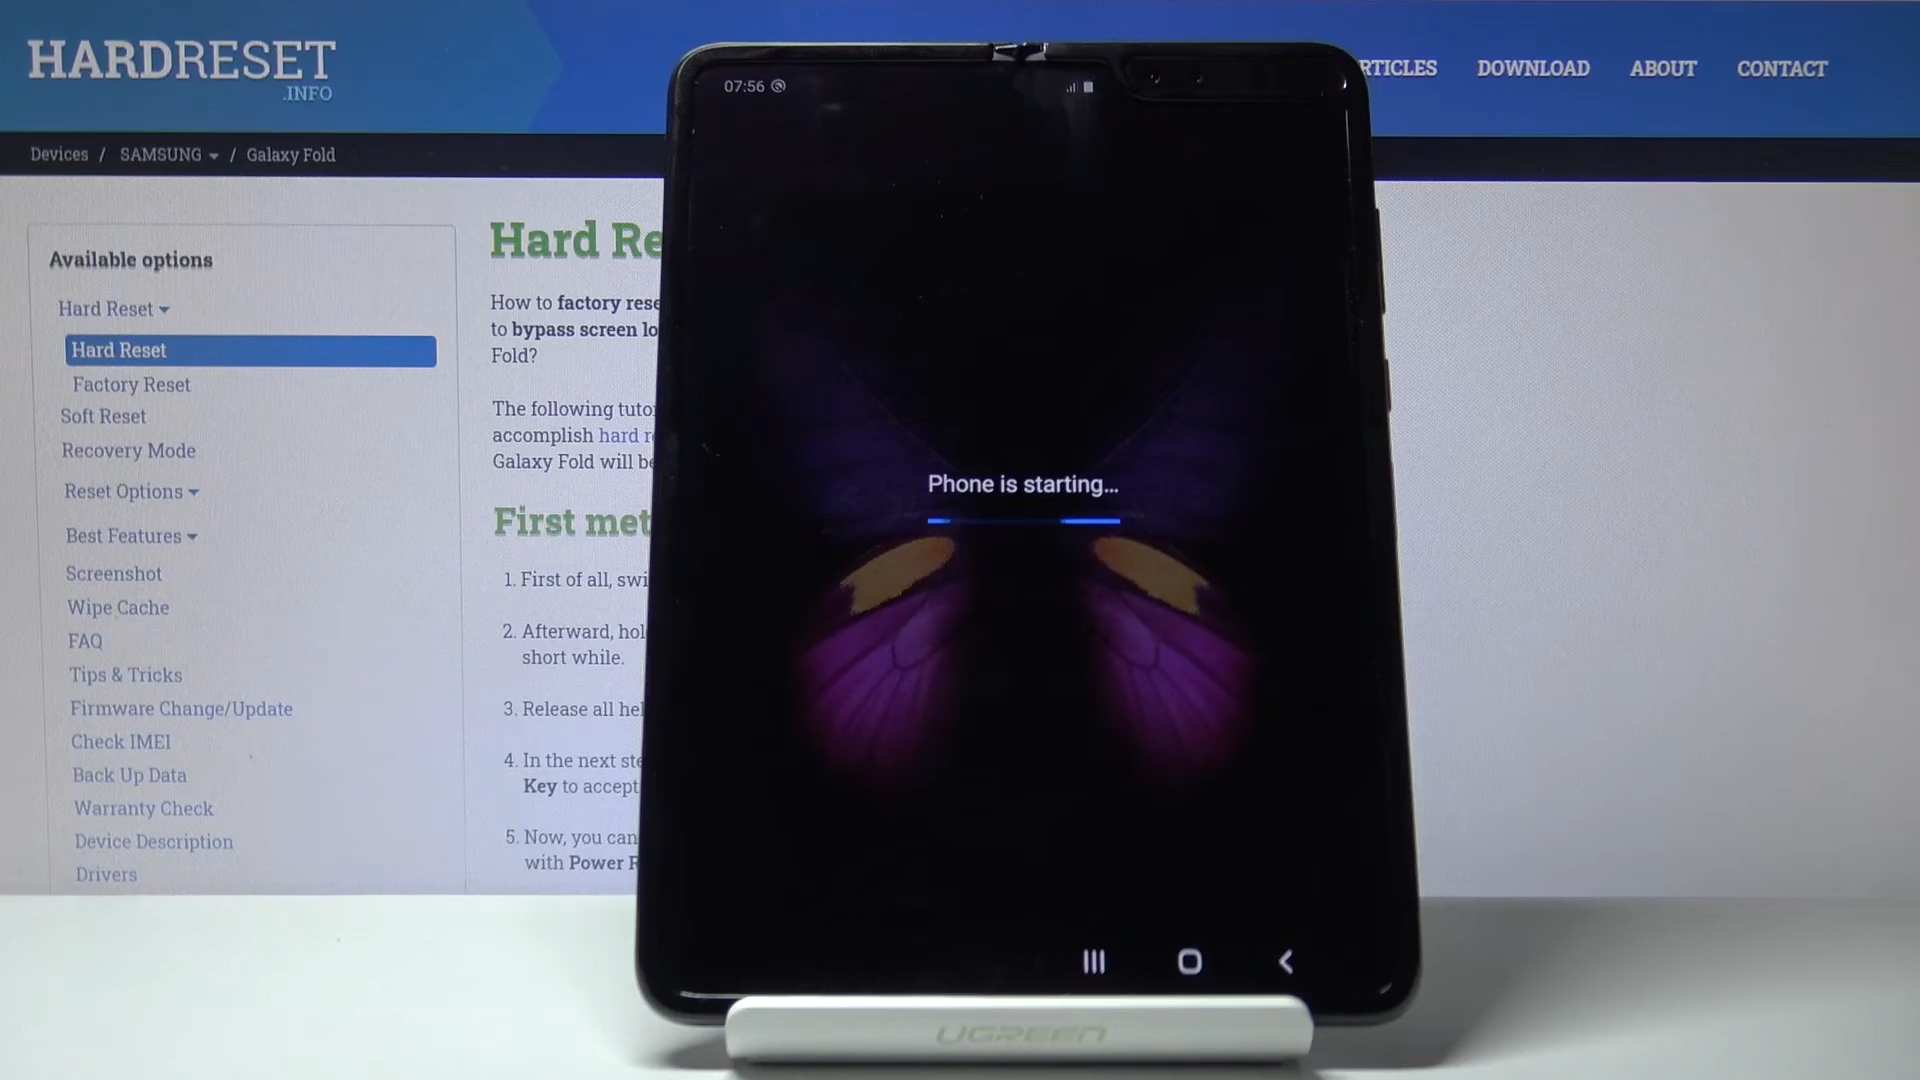 HARDRESET
.INFO
ARTICLES DOWNLOAD ABOUT CONTACT
Devices / SAMSUNG / Galaxy Fold
Available options
Hard Reset
Hard Reset
Factory Reset
Soft Reset
Recovery Mode
Reset Options
Best Features
Screenshot
Wipe Cache
FAQ
Tips & Tricks
Firmware Change/Update
Check IMEI
Back Up Data
Warranty Check
Device Description
Drivers
Hard Re
How to factory rese
to bypass screen lo
Fold?
The following tuto
accomplish hard r
Galaxy Fold will be
First met
1. First of all, swi
2. Afterward, hol
short while.
3. Release all hel
4. In the next ste
Key to accept
5. Now, you can
with Power R
07:56
Phone is starting...
UGREEN